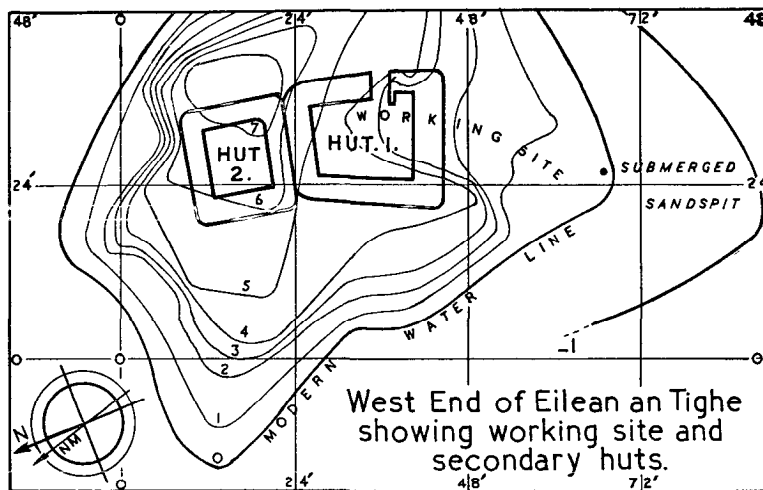 48' 0 24' 48' 72' 48
WORKING SITE
7
HUT 2.
HUT. 1.
24' SUBMERGED 24
6 SANDSPIT
5
MODERN WATER LINE
4
3
2
0 0 -1 0
1
0
N
NM
West End of Eilean an Tighe
showing working site and
secondary huts.
0 24' 48' 72'